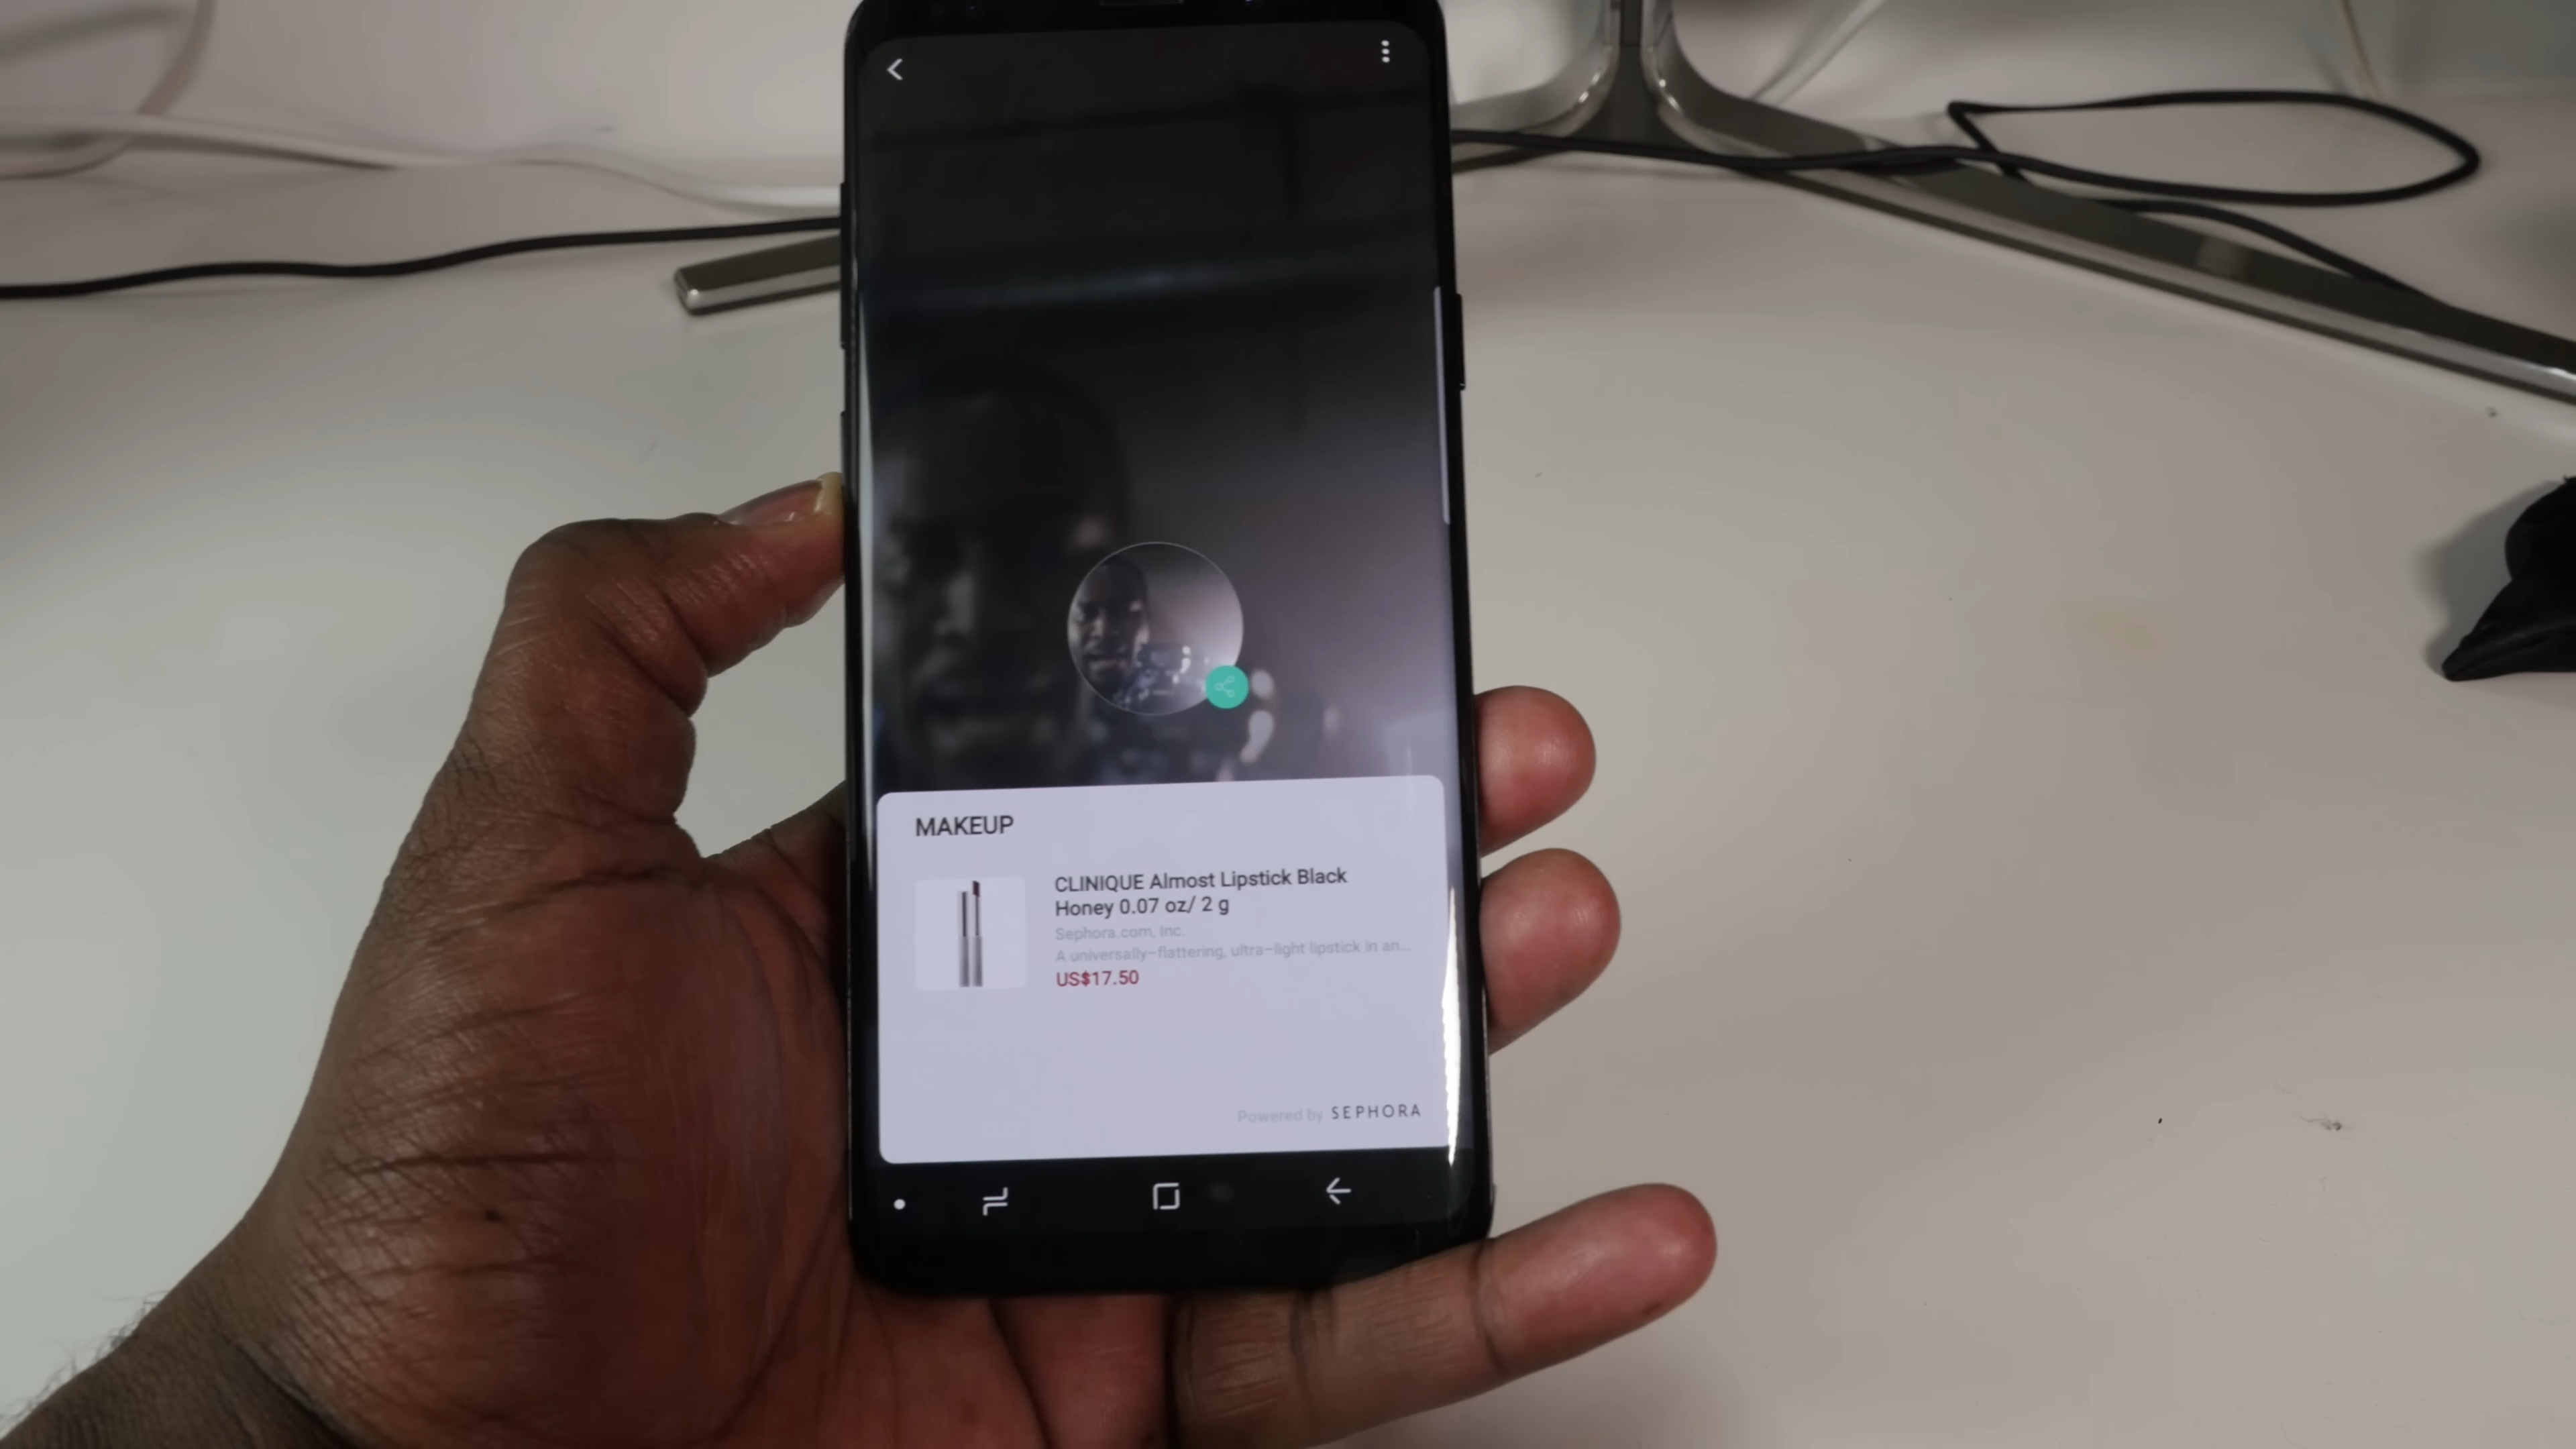 MAKEUP
CLINIQUE Almost Lipstick Black
Honey 0.07 oz/ 2 g
Sephora.com, Inc.
A universally-flattering, ultra-light lipstick in an...
US$17.50
Powered by SEPHORA